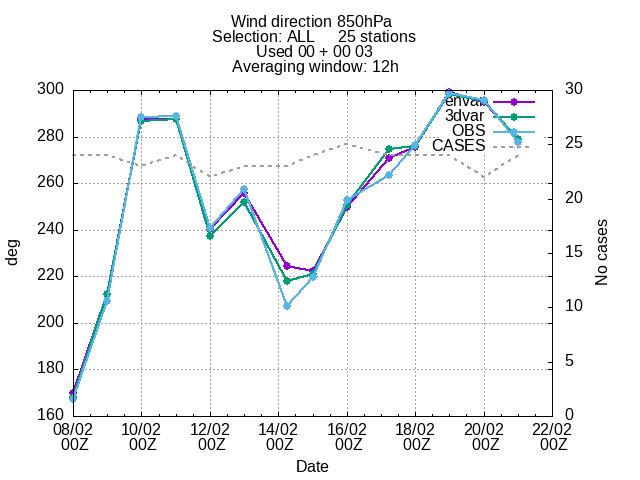 Wind direction 850hPa
Selection: ALL 25 stations
Used 00 + 00 03
Averaging window: 12h
300 30
envar
3dvar
280
OBS
CASES 25
260
20
240
deg No cases
15
220
10
200
5
180
160 0
08/02 10/02 12/02 14/02 16/02 18/02 20/02 22/02
00Z 00Z 00Z 00Z 00Z 00Z 00Z 00Z
Date